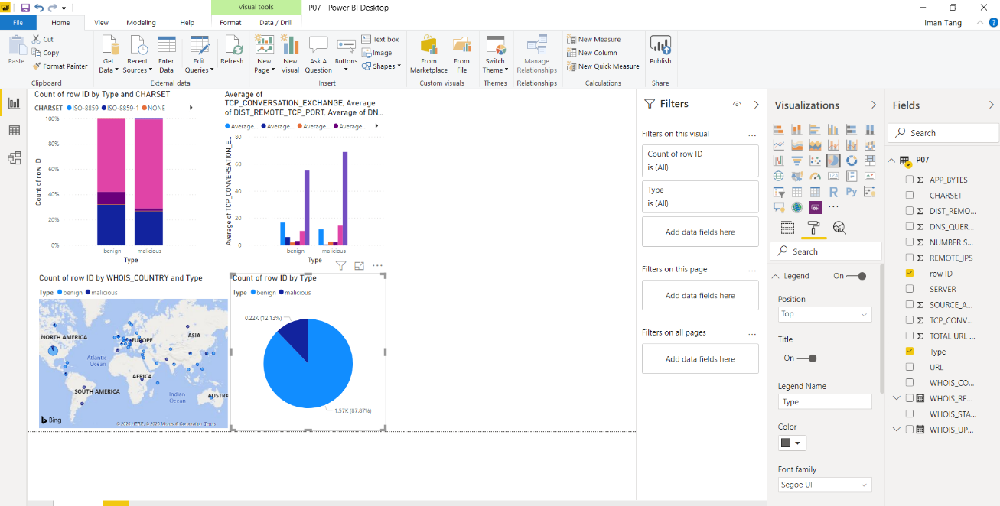 Visual tools
P07 - Power BI Desktop
File
Home
View
Modeling
Help
Format
Data / Drill
Iman Tang
Paste
Cut
Copy
Format Painter
Clipboard
Get Data
Recent Sources
Enter Data
Edit Queries
External data
Refresh
New Page
New Visual
Ask A Question
Buttons
Text box
Image
Shapes
Insert
From Marketplace
From File
Custom visuals
Switch Theme
Themes
Manage Relationships
Relationships
New Measure
New Column
New Quick Measure
Calculations
Publish
Share
Count of row ID by Type and CHARSET
CHARSET ISO-8859 ISO-8859-1 NONE
100%
80%
60%
40%
20%
0%
Count of row ID
benign malicious
Type
Average of
TCP_CONVERSATION_EXCHANGE, Average
of DIST_REMOTE_TCP_PORT, Average of DN...
Average... Average... Average... Average...
80
60
40
20
0
Average of TCP_CONVERSATION_E...
benign malicious
Type
Count of row ID by WHOIS_COUNTRY and Type
Type benign malicious
NORTH AMERICA
EUROPE
ASIA
Atlantic
Ocean
AFRICA
SOUTH AMERICA
Indian
Ocean
AUSTRA
Bing
© 2020 HERE, © 2020 Microsoft Corporation Terms
Count of row ID by Type
Type benign malicious
0.22K (12.13%)
1.57K (87.87%)
Filters
Filters on this visual
...
Count of row ID
is (All)
Type
is (All)
Add data fields here
Filters on this page
...
Add data fields here
Filters on all pages
...
Add data fields here
Visualizations
R
Py
...
Search
Legend
On
Position
Top
Title
On
Legend Name
Type
Color
Font family
Segoe UI
Fields
Search
P07
APP_BYTES
CHARSET
DIST_REMO...
DNS_QUER...
NUMBER S...
REMOTE_IPS
row ID
SERVER
SOURCE_A...
TCP_CONV...
TOTAL URL ...
Type
URL
WHOIS_CO...
WHOIS_RE...
WHOIS_STA...
WHOIS_UP...